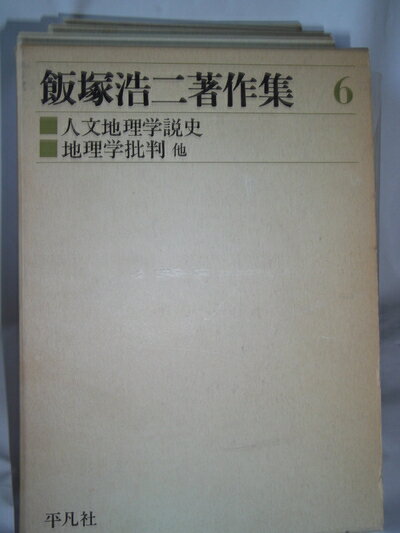 飯塚浩二著作集 6
■人文地理学説史
■地理学批判 他
平凡社